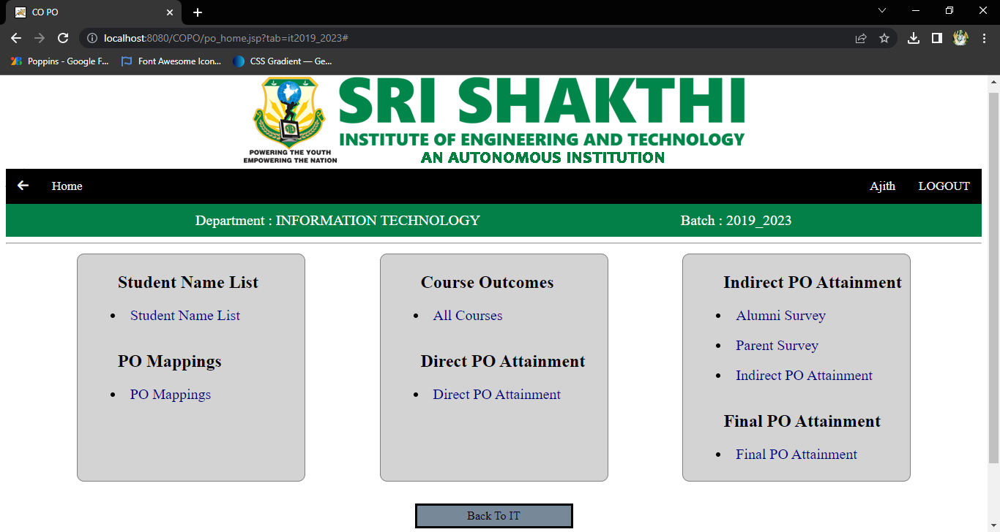 CO PO
localhost:8080/COPO/po_home.jsp?tab=it2019_2023#
Poppins - Google F... Font Awesome Icon... CSS Gradient — Ge...
SRI SHAKTHI
INSTITUTE OF ENGINEERING AND TECHNOLOGY
AN AUTONOMOUS INSTITUTION
POWERING THE YOUTH
EMPOWERING THE NATION
Home Ajith LOGOUT
Department : INFORMATION TECHNOLOGY Batch : 2019_2023
Student Name List
• Student Name List
PO Mappings
• PO Mappings
Course Outcomes
• All Courses
Direct PO Attainment
• Direct PO Attainment
Indirect PO Attainment
• Alumni Survey
• Parent Survey
• Indirect PO Attainment
Final PO Attainment
• Final PO Attainment
Back To IT